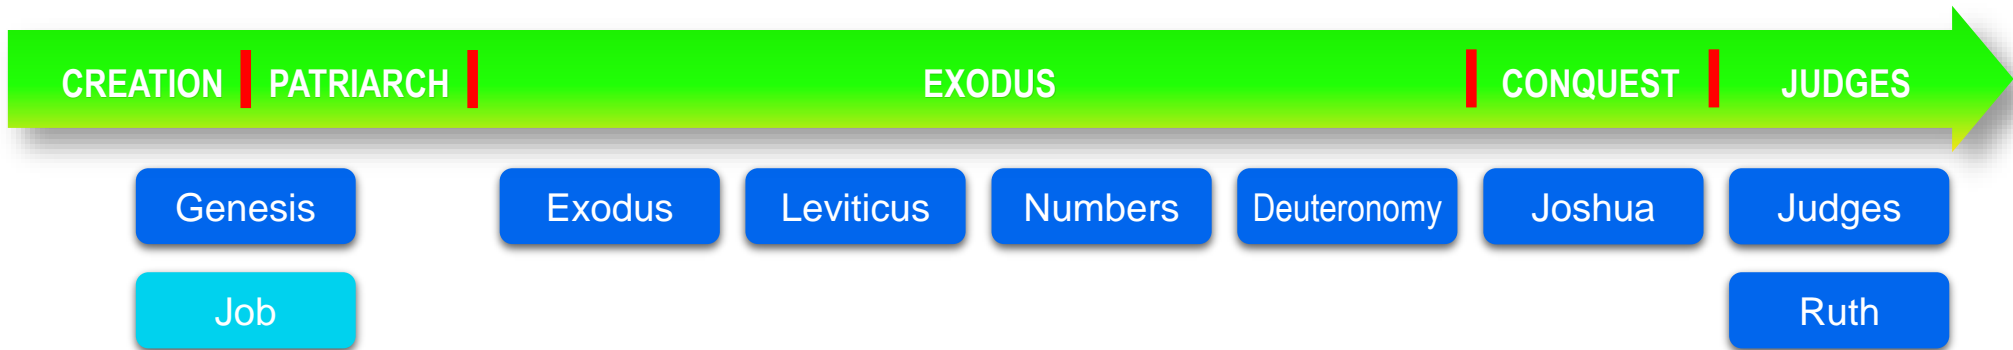 CREATION PATRIARCH EXODUS CONQUEST JUDGES
Genesis Exodus Leviticus Numbers Deuteronomy Joshua Judges
Job Ruth